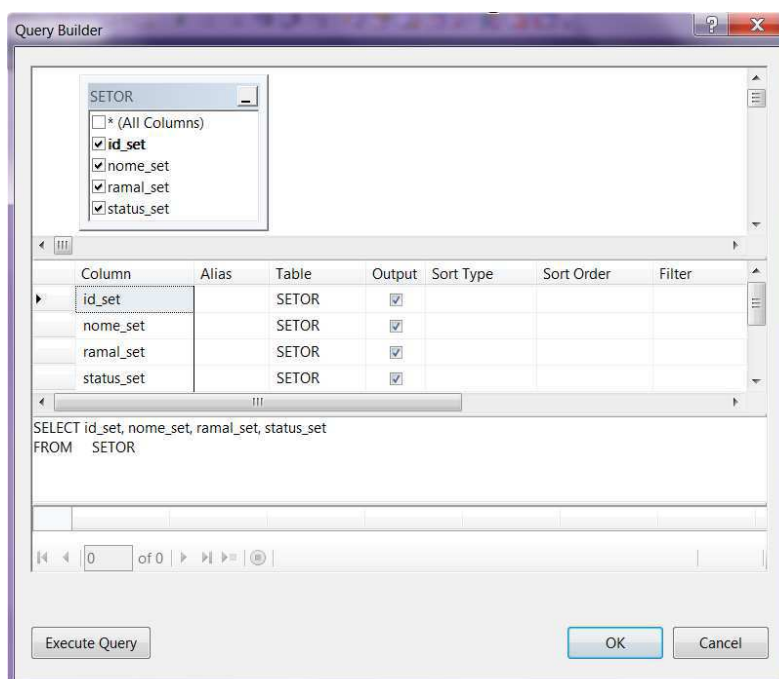 Query Builder
SETOR
* (All Columns)
id_set
nome_set
ramal_set
status_set
Column Alias Table Output Sort Type Sort Order Filter
id_set SETOR
nome_set SETOR
ramal_set SETOR
status_set SETOR
SELECT id_set, nome_set, ramal_set, status_set
FROM SETOR
0 of 0
Execute Query OK Cancel